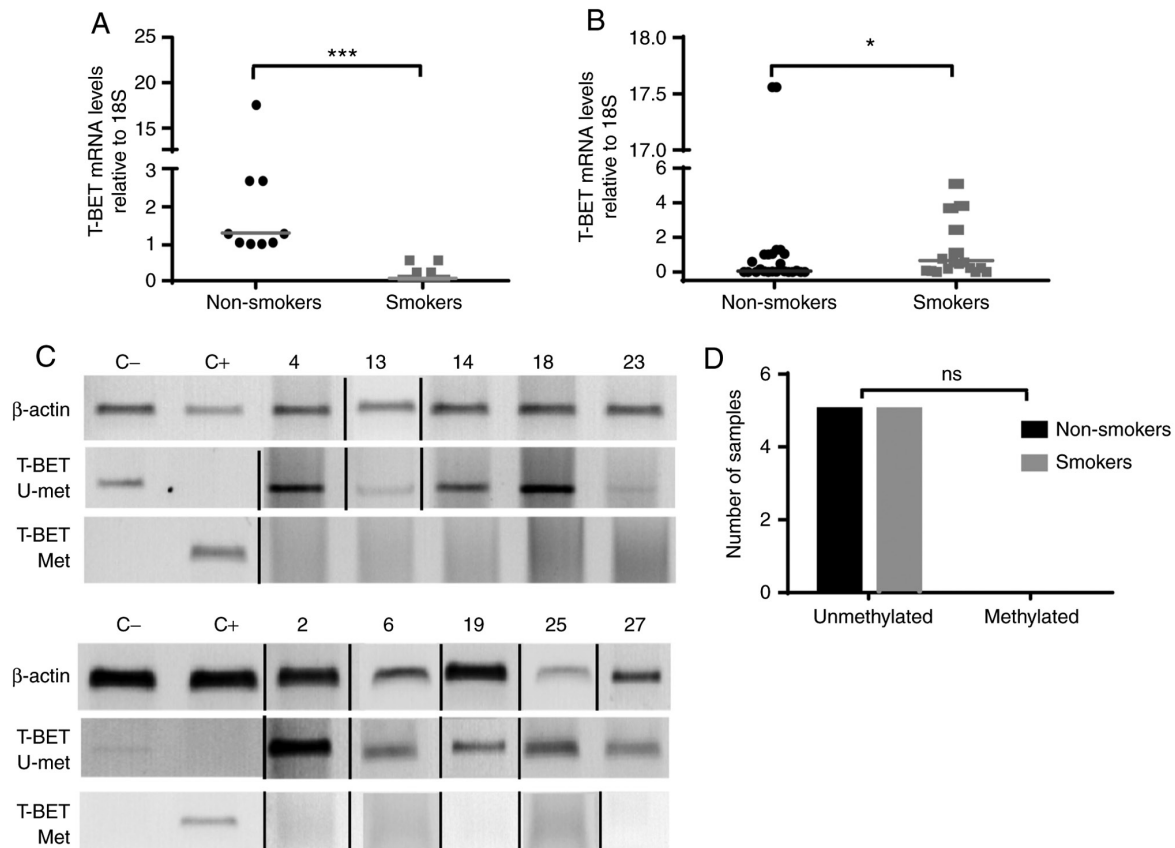 A
T-BET mRNA levels
relative to 18S
25
20
15
3
2
1
0
***
Non-smokers
Smokers
B
T-BET mRNA levels
relative to 18S
18.0
17.5
17.0
6
4
2
0
*
Non-smokers
Smokers
C
C− C+ 4 13 14 18 23
β-actin
T-BET
U-met
T-BET
Met
C− C+ 2 6 19 25 27
β-actin
T-BET
U-met
T-BET
Met
D
Number of samples
6
4
2
0
ns
Non-smokers
Smokers
Unmethylated
Methylated